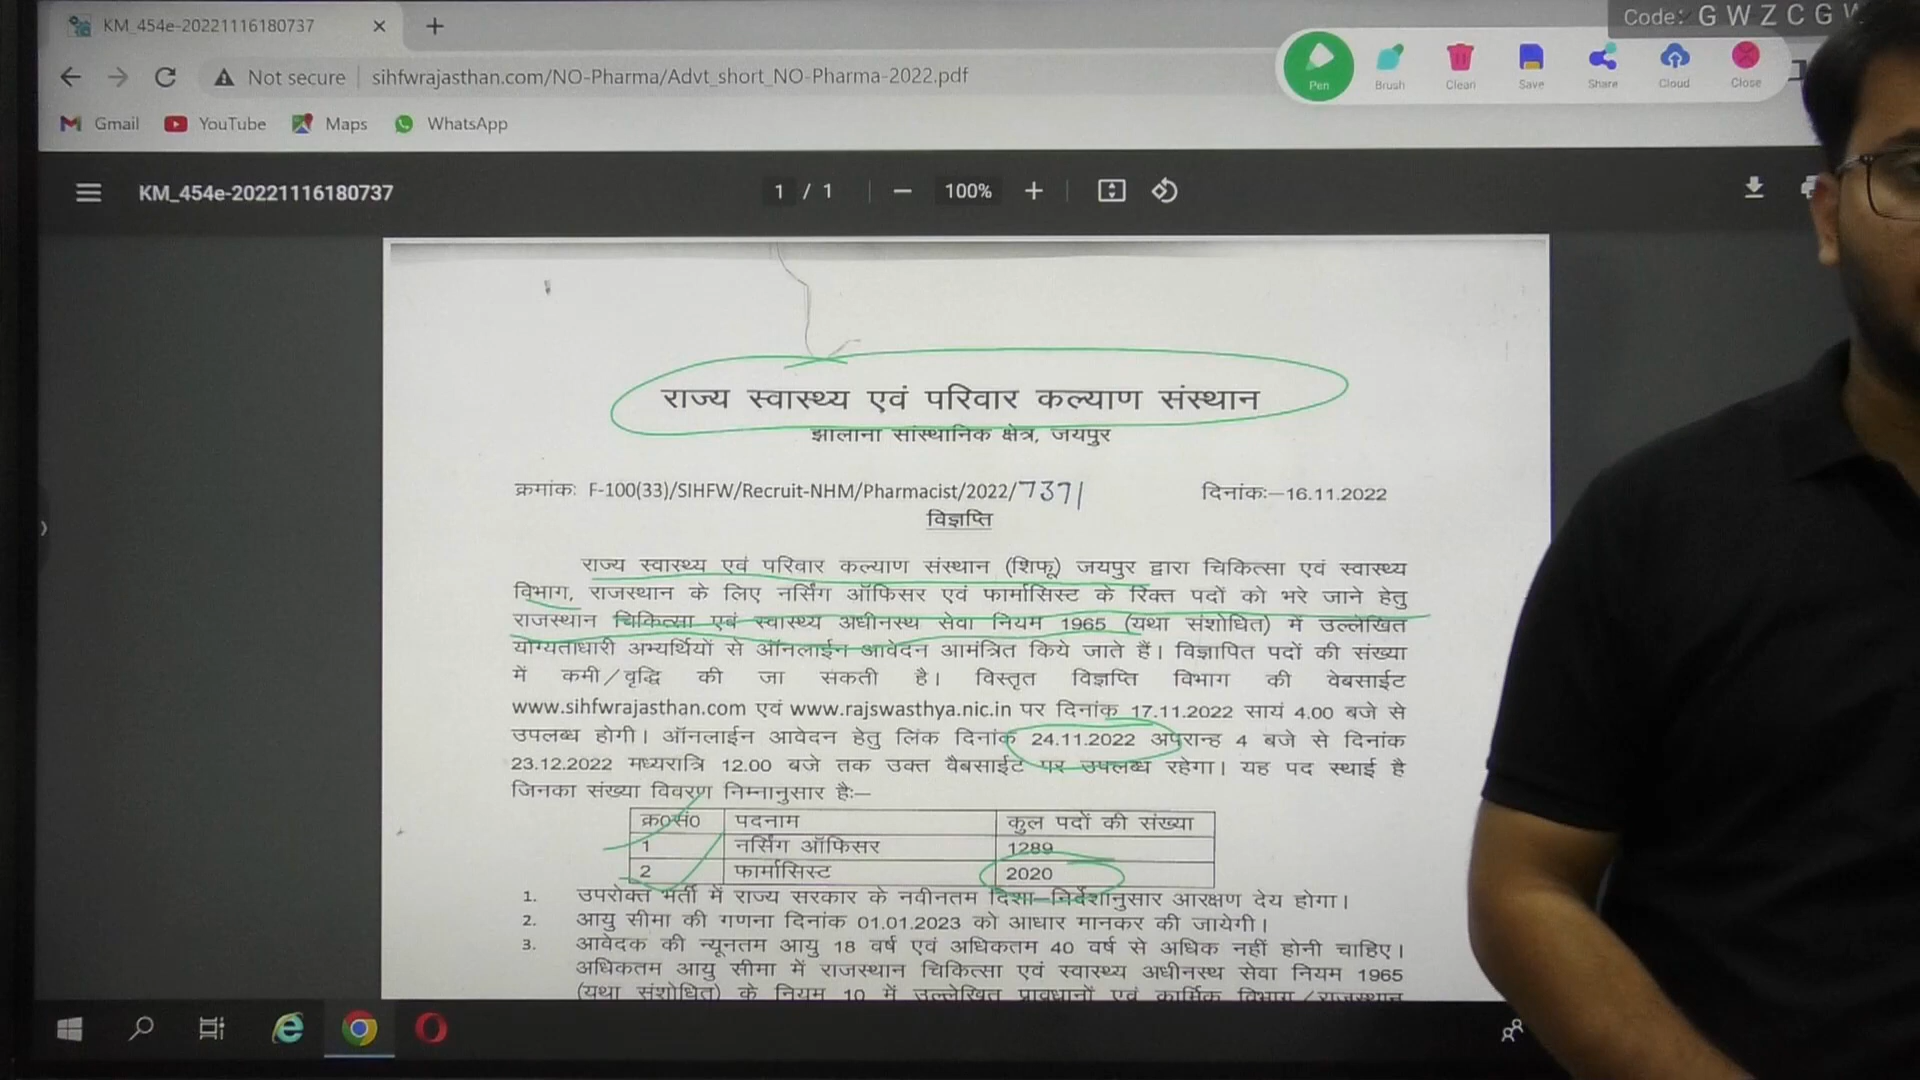 KM_454e-20221116180737
Code: G W Z C G
Pen
Brush
Clean
Save
Share
Cloud
Close
Not secure
sihfwrajasthan.com/NO-Pharma/Advt_short_NO-Pharma-2022.pdf
Gmail
YouTube
Maps
WhatsApp
KM_454e-20221116180737
1 / 1
100%
राज्य स्वास्थ्य एवं परिवार कल्याण संस्थान
झालाना सांस्थानिक क्षेत्र, जयपुर
क्रमांकः F-100(33)/SIHFW/Recruit-NHM/Pharmacist/2022/7371 दिनांकः–16.11.2022
विज्ञप्ति
राज्य स्वास्थ्य एवं परिवार कल्याण संस्थान (शिफू) जयपुर द्वारा चिकित्सा एवं स्वास्थ्य
विभाग, राजस्थान के लिए नर्सिंग ऑफिसर एवं फार्मासिस्ट के रिक्त पदों को भरे जाने हेतु
राजस्थान चिकित्सा एवं स्वास्थ्य अधीनस्थ सेवा नियम 1965 (यथा संशोधित) में उल्लेखित
योग्यताधारी अभ्यर्थियों से ऑनलाईन आवेदन आमंत्रित किये जाते हैं। विज्ञापित पदों की संख्या
में कमी/वृद्धि की जा सकती है। विस्तृत विज्ञप्ति विभाग की वेबसाईट
www.sihfwrajasthan.com एवं www.rajswasthya.nic.in पर दिनांक 17.11.2022 सायं 4.00 बजे से
उपलब्ध होगी। ऑनलाईन आवेदन हेतु लिंक दिनांक 24.11.2022 अपरान्ह 4 बजे से दिनांक
23.12.2022 मध्यरात्रि 12.00 बजे तक उक्त वैबसाईट पर उपलब्ध रहेगा। यह पद स्थाई है
जिनका संख्या विवरण निम्नानुसार हैः–
क्र0सं0 पदनाम कुल पदों की संख्या
1 नर्सिंग ऑफिसर 1289
2 फार्मासिस्ट 2020
1. उपरोक्त भर्ती में राज्य सरकार के नवीनतम दिशा–निर्देशानुसार आरक्षण देय होगा।
2. आयु सीमा की गणना दिनांक 01.01.2023 को आधार मानकर की जायेगी।
3. आवेदक की न्यूनतम आयु 18 वर्ष एवं अधिकतम 40 वर्ष से अधिक नहीं होनी चाहिए।
अधिकतम आयु सीमा में राजस्थान चिकित्सा एवं स्वास्थ्य अधीनस्थ सेवा नियम 1965
(यथा संशोधित) के नियम 10 में उल्लेखित प्रावधानों एवं कार्मिक विभाग/राजस्थान